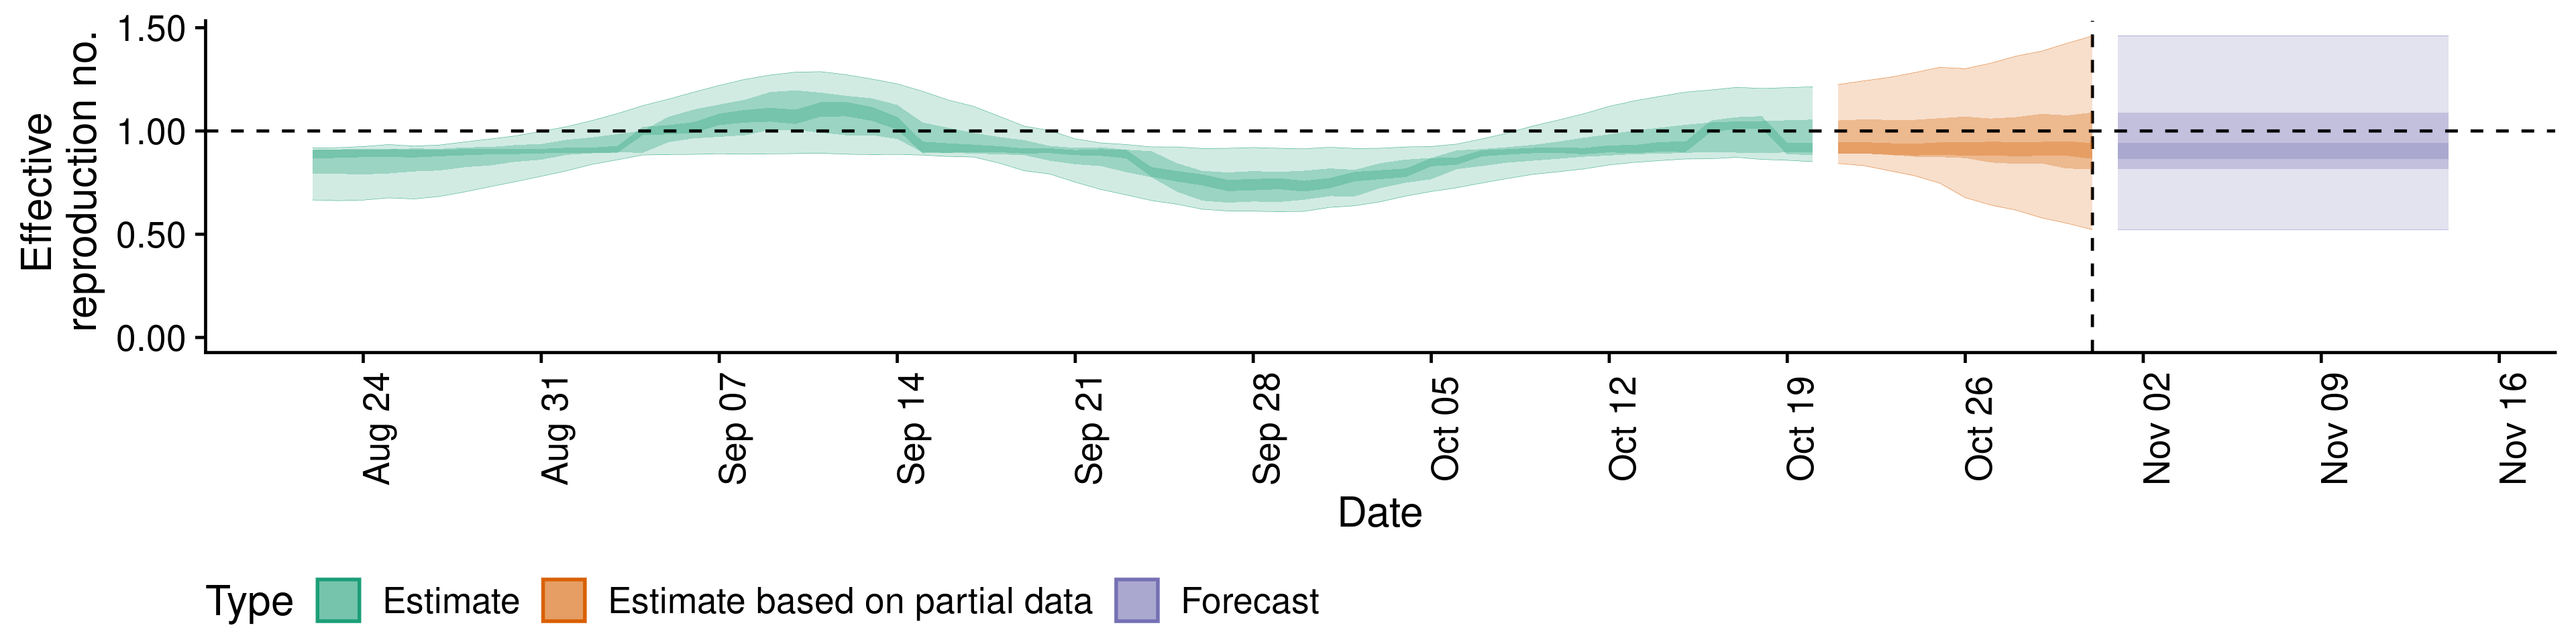 Effective
reproduction no.
1.50
1.00
0.50
0.00
Aug 24
Aug 31
Sep 07
Sep 14
Sep 21
Sep 28
Oct 05
Oct 12
Oct 19
Oct 26
Nov 02
Nov 09
Nov 16
Date
Type Estimate Estimate based on partial data Forecast